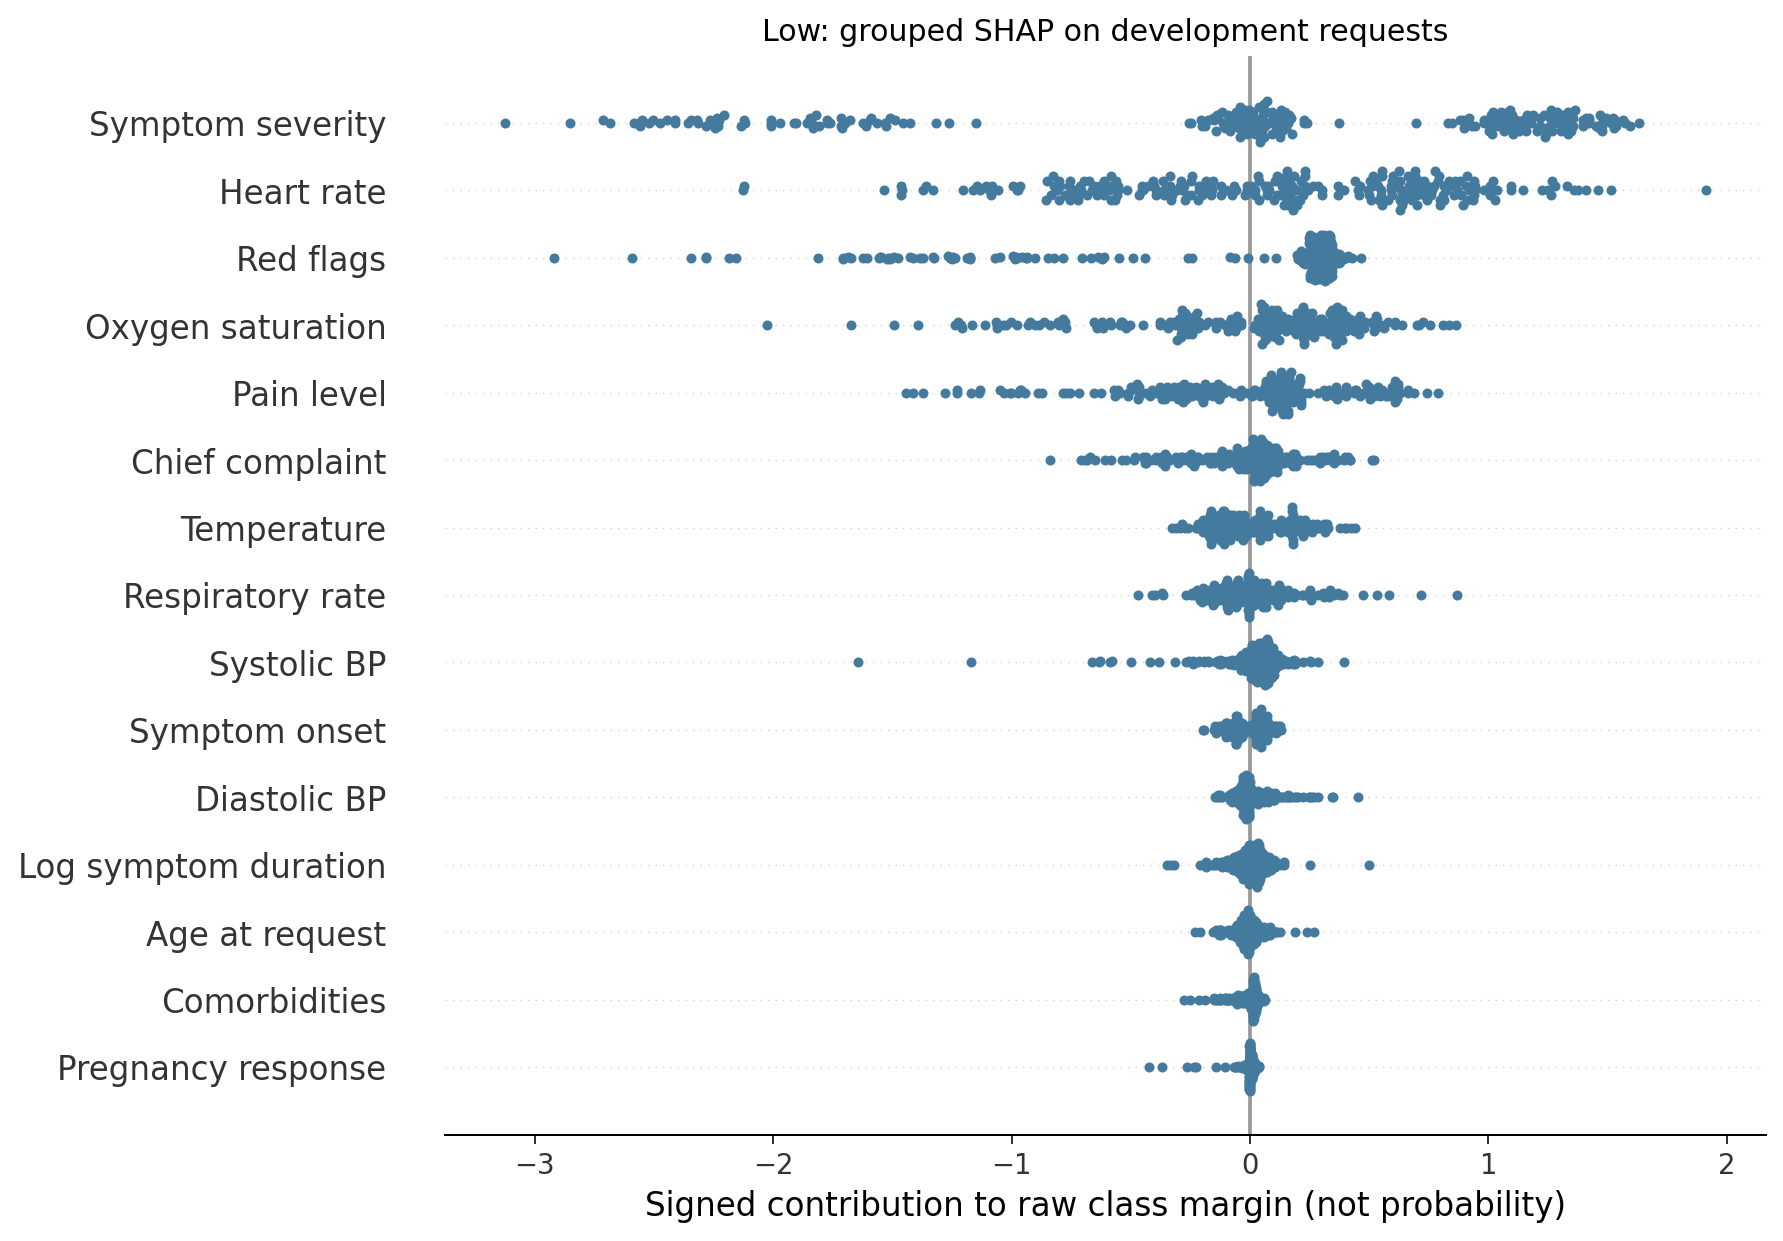 Low: grouped SHAP on development requests
Symptom severity
Heart rate
Red flags
Oxygen saturation
Pain level
Chief complaint
Temperature
Respiratory rate
Systolic BP
Symptom onset
Diastolic BP
Log symptom duration
Age at request
Comorbidities
Pregnancy response
−3 −2 −1 0 1 2
Signed contribution to raw class margin (not probability)